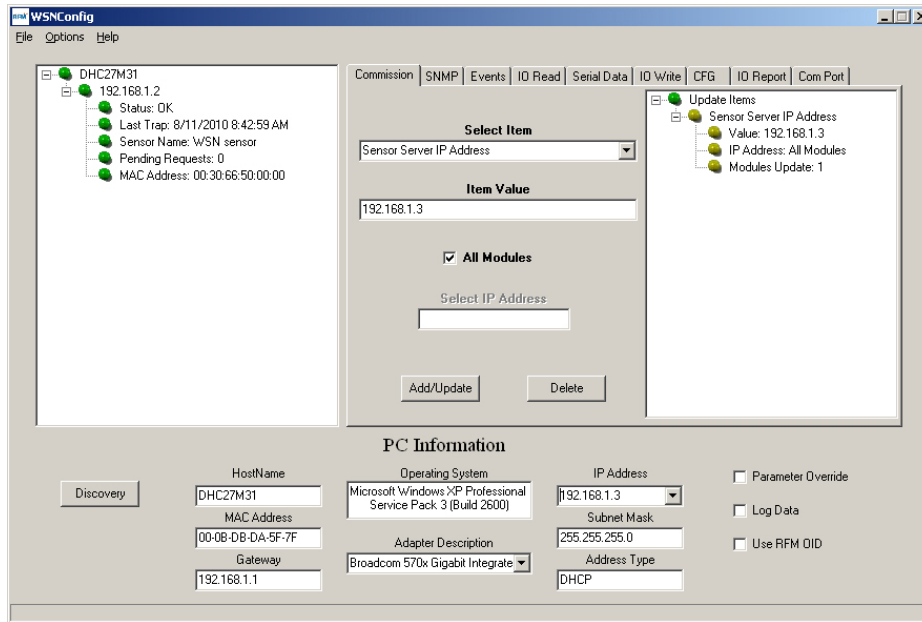 WSNConfig
File Options Help
DHC27M31
192.168.1.2
Status: OK
Last Trap: 8/11/2010 8:42:59 AM
Sensor Name: WSN sensor
Pending Requests: 0
MAC Address: 00:30:66:50:00:00
Commission SNMP Events IO Read Serial Data IO Write CFG IO Report Com Port
Select Item
Sensor Server IP Address
Item Value
192.168.1.3
All Modules
Select IP Address
Add/Update Delete
Update Items
Sensor Server IP Address
Value: 192.168.1.3
IP Address: All Modules
Modules Update: 1
PC Information
Discovery
HostName
DHC27M31
MAC Address
00-0B-DB-DA-5F-7F
Gateway
192.168.1.1
Operating System
Microsoft Windows XP Professional
Service Pack 3 (Build 2600)
Adapter Description
Broadcom 570x Gigabit Integrate
IP Address
192.168.1.3
Subnet Mask
255.255.255.0
Address Type
DHCP
Parameter Override
Log Data
Use RFM OID